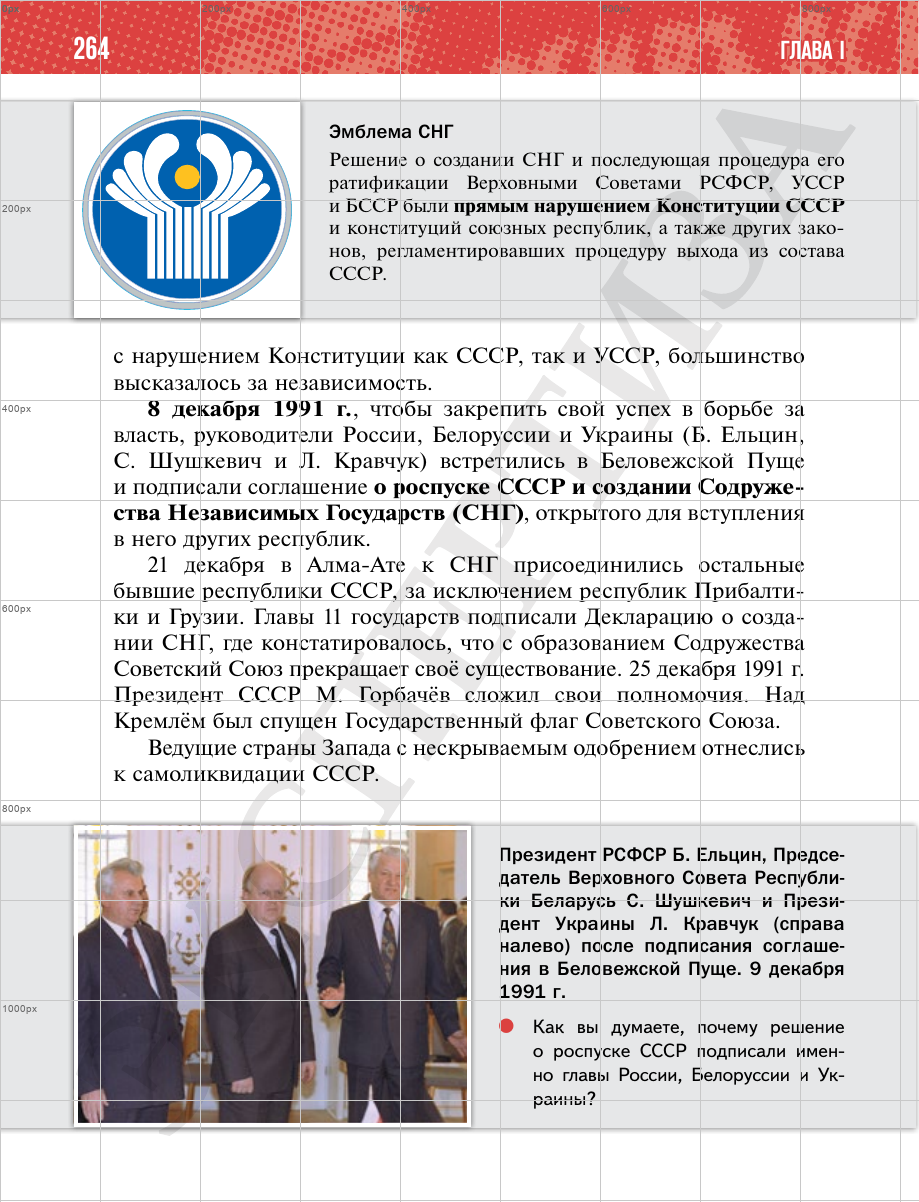 264
ГЛАВА I
Эмблема СНГ
Решение о создании СНГ и последующая процедура его
ратификации Верховными Советами РСФСР, УССР
и БССР были прямым нарушением Конституции СССР
и конституций союзных республик, а также других зако-
нов, регламентировавших процедуру выхода из состава
СССР.
200px
с нарушением Конституции как СССР, так и УССР, большинство
высказалось за независимость.
400px
8 декабря 1991 г., чтобы закрепить свой успех в борьбе за
власть, руководители России, Белоруссии и Украины (Б. Ельцин,
С. Шушкевич и Л. Кравчук) встретились в Беловежской Пуще
и подписали соглашение о роспуске СССР и создании Содруже-
ства Независимых Государств (СНГ), открытого для вступления
в него других республик.
21 декабря в Алма-Ате к СНГ присоединились остальные
бывшие республики СССР, за исключением республик Прибалти-
600px
ки и Грузии. Главы 11 государств подписали Декларацию о созда-
нии СНГ, где констатировалось, что с образованием Содружества
Советский Союз прекращает своё существование. 25 декабря 1991 г.
Президент СССР М. Горбачёв сложил свои полномочия. Над
Кремлём был спущен Государственный флаг Советского Союза.
Ведущие страны Запада с нескрываемым одобрением отнеслись
к самоликвидации СССР.
800px
Президент РСФСР Б. Ельцин, Предсе-
датель Верховного Совета Республи-
ки Беларусь С. Шушкевич и Прези-
дент Украины Л. Кравчук (справа
налево) после подписания соглаше-
ния в Беловежской Пуще. 9 декабря
1991 г.
1000px
Как вы думаете, почему решение
о роспуске СССР подписали имен-
но главы России, Белоруссии и Ук-
раины?
ЭКСПЕРТИЗА